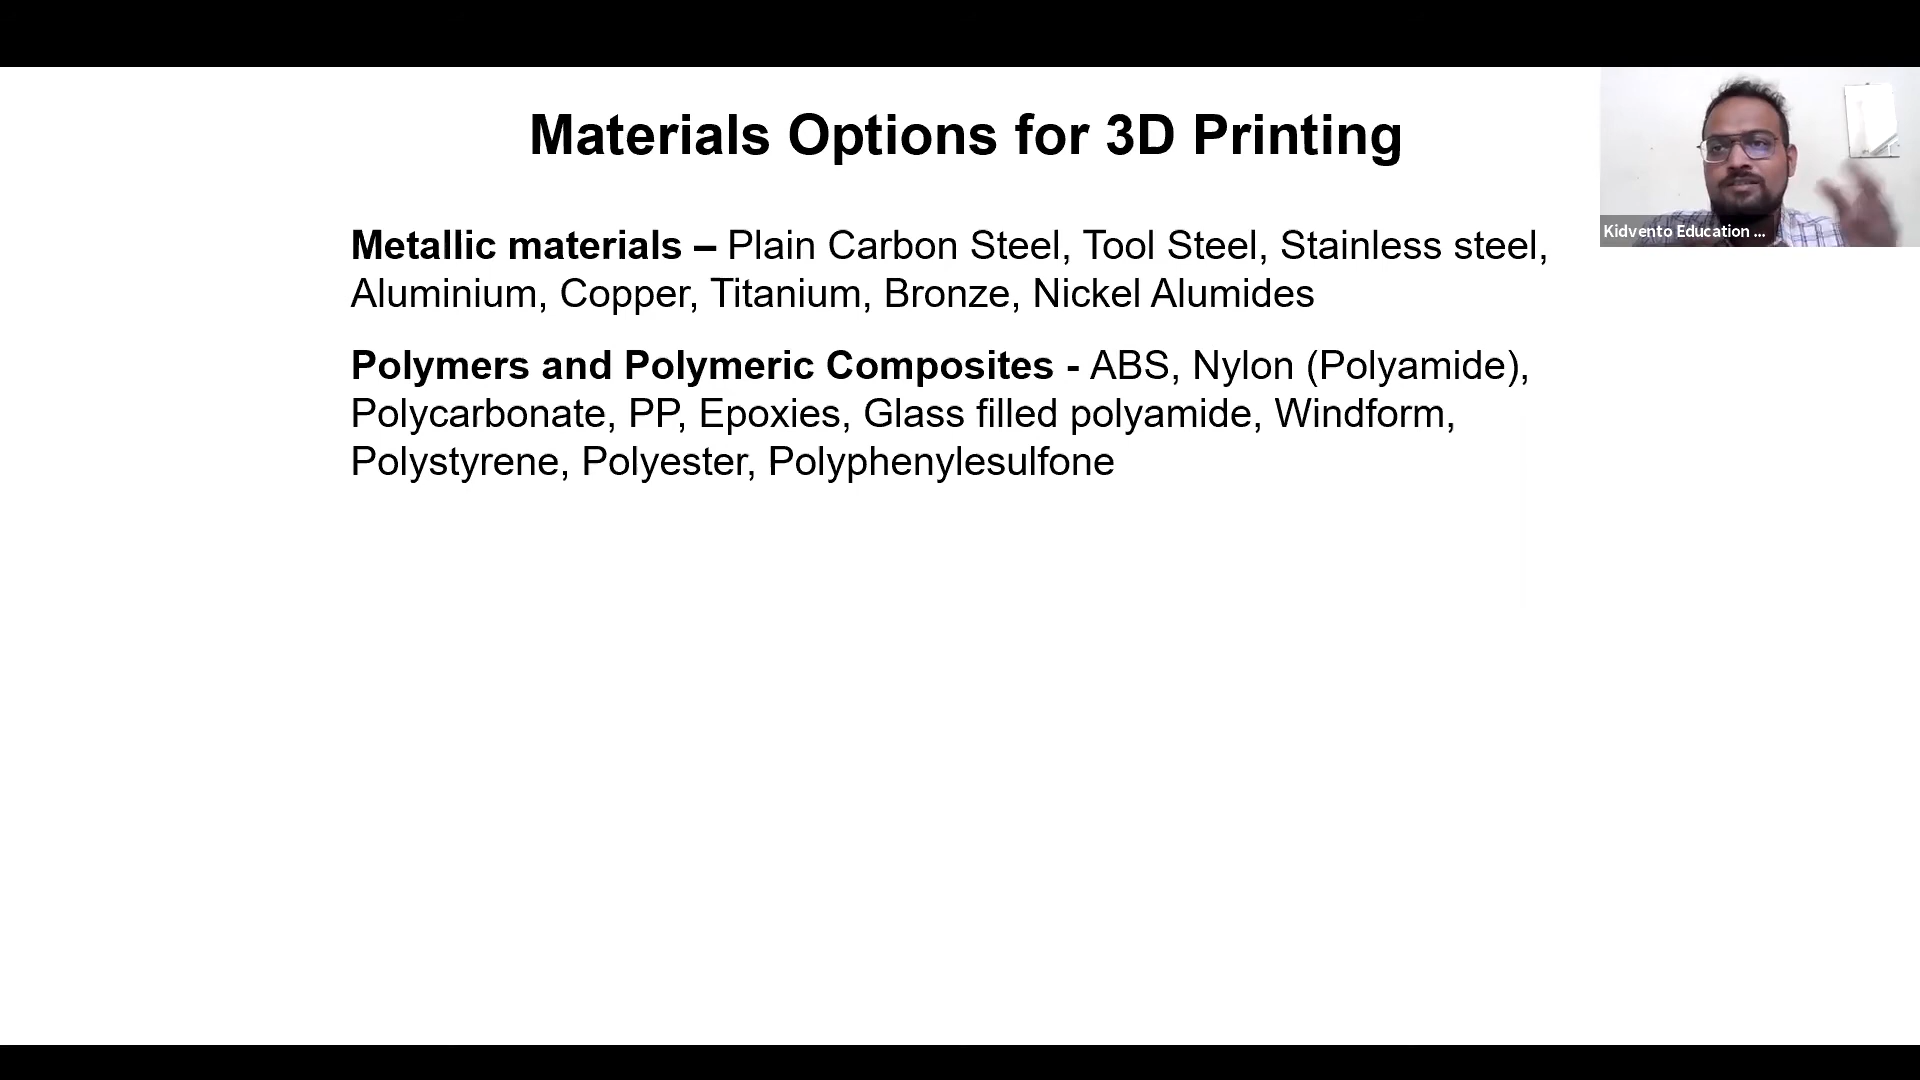 Materials Options for 3D Printing
Kidvento Education ...
Metallic materials – Plain Carbon Steel, Tool Steel, Stainless steel,
Aluminium, Copper, Titanium, Bronze, Nickel Alumides
Polymers and Polymeric Composites - ABS, Nylon (Polyamide),
Polycarbonate, PP, Epoxies, Glass filled polyamide, Windform,
Polystyrene, Polyester, Polyphenylesulfone